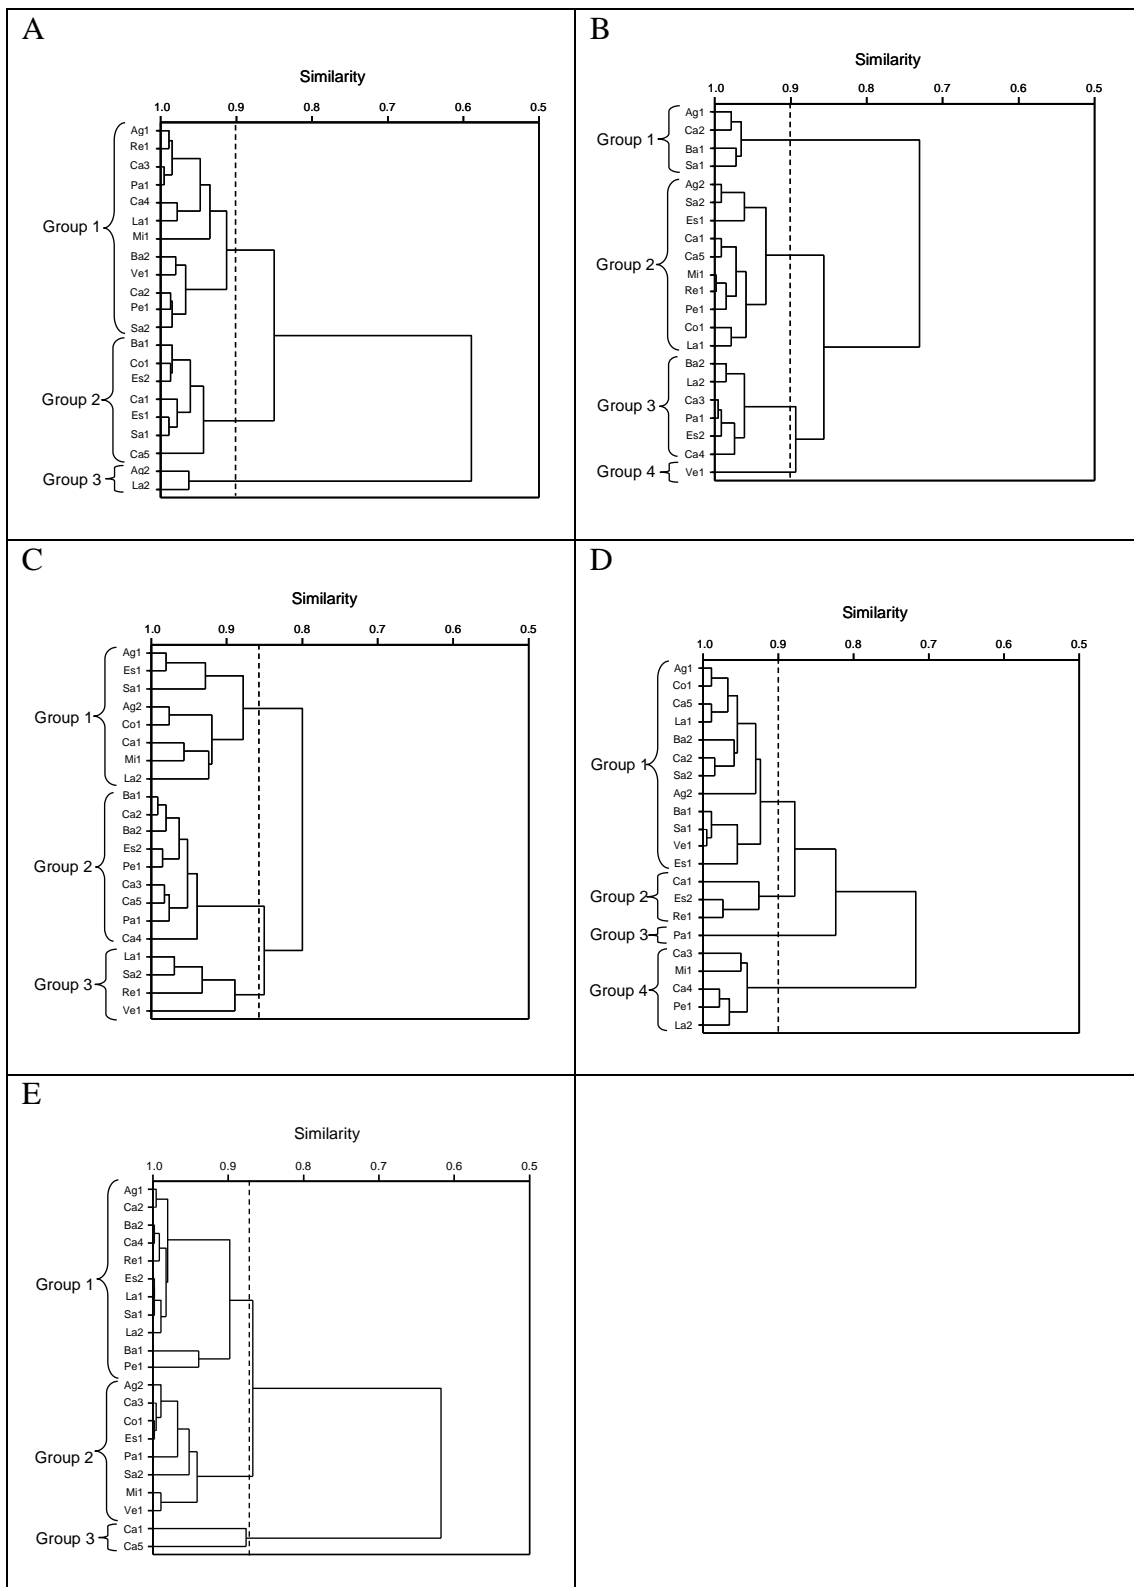 A
Similarity
1.0 0.9 0.8 0.7 0.6 0.5
Group 1
Ag1
Re1
Ca3
Pa1
Ca4
La1
Mi1
Ba2
Ve1
Ca2
Pe1
Sa2
Group 2
Ba1
Co1
Es2
Ca1
Es1
Sa1
Ca5
Group 3
Ag2
La2
B
Similarity
1.0 0.9 0.8 0.7 0.6 0.5
Group 1
Ag1
Ca2
Ba1
Sa1
Group 2
Ag2
Sa2
Es1
Ca1
Ca5
Mi1
Re1
Pe1
Co1
La1
Group 3
Ba2
La2
Ca3
Pa1
Es2
Ca4
Group 4
Ve1
C
Similarity
1.0 0.9 0.8 0.7 0.6 0.5
Group 1
Ag1
Es1
Sa1
Ag2
Co1
Ca1
Mi1
La2
Group 2
Ba1
Ca2
Ba2
Es2
Pe1
Ca3
Ca5
Pa1
Ca4
Group 3
La1
Sa2
Re1
Ve1
D
Similarity
1.0 0.9 0.8 0.7 0.6 0.5
Group 1
Ag1
Co1
Ca5
La1
Ba2
Ca2
Sa2
Ag2
Ba1
Sa1
Ve1
Es1
Group 2
Ca1
Es2
Re1
Group 3
Pa1
Group 4
Ca3
Mi1
Ca4
Pe1
La2
E
Similarity
1.0 0.9 0.8 0.7 0.6 0.5
Group 1
Ag1
Ca2
Ba2
Ca4
Re1
Es2
La1
Sa1
La2
Ba1
Pe1
Group 2
Ag2
Ca3
Co1
Es1
Pa1
Sa2
Mi1
Ve1
Group 3
Ca1
Ca5